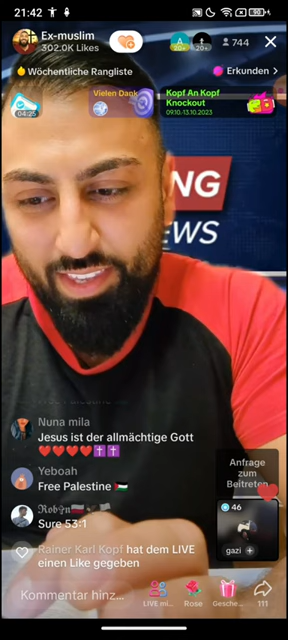 21:42
90
Ex-muslim
302.0K Likes
20+
20+
744
Wöchentliche Rangliste
Erkunden >
04:25
Vielen Dank
Kopf An Kopf
Knockout
09.10-13.10.2023
NG
EWS
Nuna mila
Jesus ist der allmächtige Gott
❤️❤️❤️❤️✝️✝️
Yeboah
Free Palestine 🇵🇸
Sure 53:1
Anfrage
zum
Beitreten
46
gazi +
Rainer Karl Kopf hat dem LIVE
einen Like gegeben
Kommentar hinz...
LIVE mi...
Rose
Gesche...
111